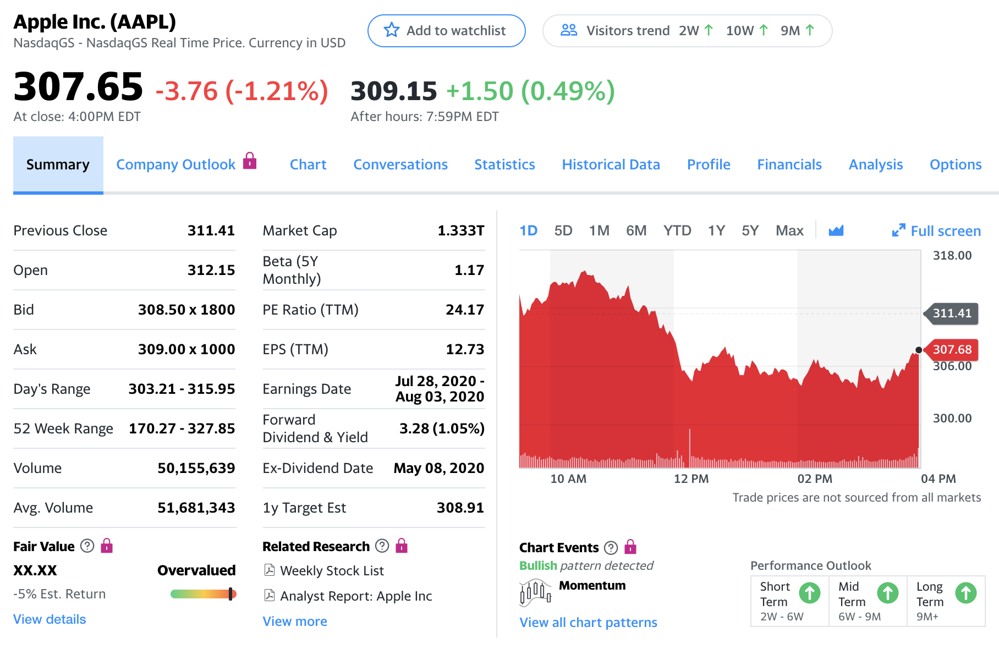 Apple Inc. (AAPL)
NasdaqGS - NasdaqGS Real Time Price. Currency in USD
Add to watchlist
Visitors trend 2W ↑ 10W ↑ 9M ↑
307.65 -3.76 (-1.21%)
At close: 4:00PM EDT
309.15 +1.50 (0.49%)
After hours: 7:59PM EDT
Summary Company Outlook Chart Conversations Statistics Historical Data Profile Financials Analysis Options
Previous Close 311.41
Open 312.15
Bid 308.50 x 1800
Ask 309.00 x 1000
Day's Range 303.21 - 315.95
52 Week Range 170.27 - 327.85
Volume 50,155,639
Avg. Volume 51,681,343
Market Cap 1.333T
Beta (5Y
Monthly) 1.17
PE Ratio (TTM) 24.17
EPS (TTM) 12.73
Earnings Date Jul 28, 2020 -
Aug 03, 2020
Forward
Dividend & Yield 3.28 (1.05%)
Ex-Dividend Date May 08, 2020
1y Target Est 308.91
1D 5D 1M 6M YTD 1Y 5Y Max Full screen
318.00
311.41
307.68
306.00
300.00
10 AM 12 PM 02 PM 04 PM
Trade prices are not sourced from all markets
Fair Value ?
XX.XX Overvalued
-5% Est. Return
View details
Related Research ?
Weekly Stock List
Analyst Report: Apple Inc
View more
Chart Events ?
Bullish pattern detected
Momentum
View all chart patterns
Performance Outlook
Short
Term
2W - 6W
Mid
Term
6W - 9M
Long
Term
9M+